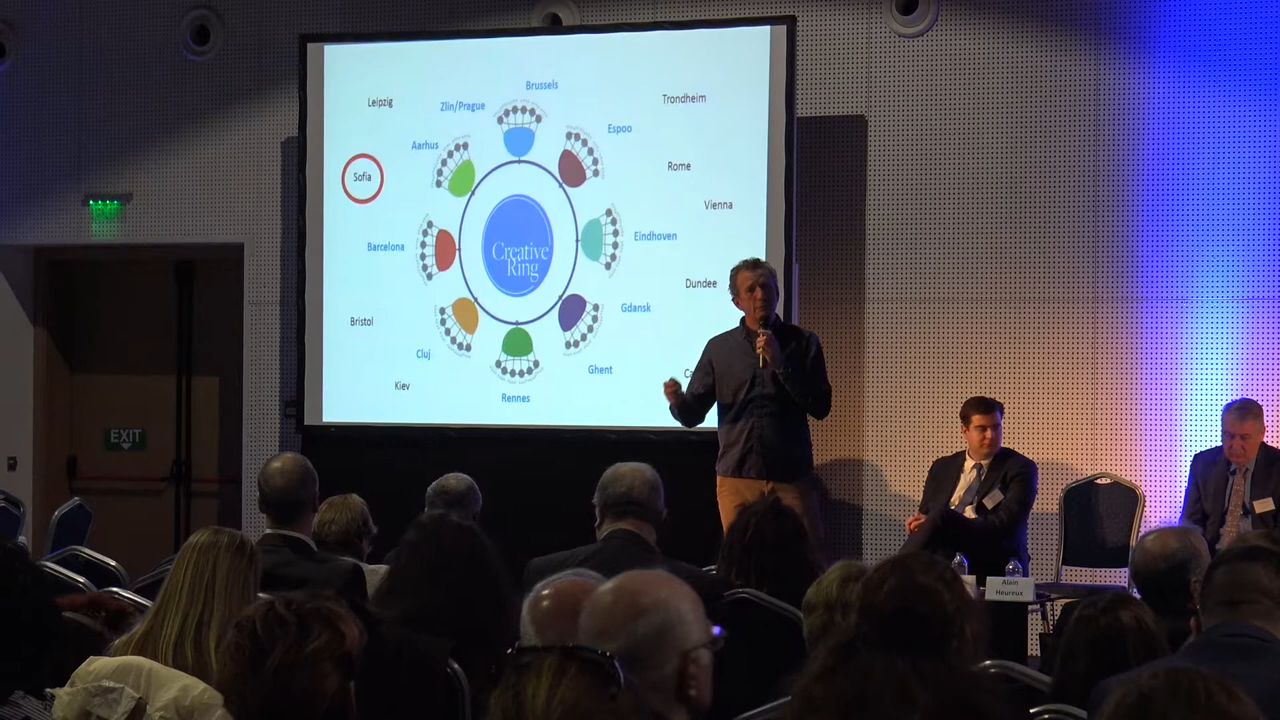 Brussels
Leipzig
Zlin/Prague
Trondheim
Espoo
Aarhus
Rome
Sofia
Vienna
Barcelona
Eindhoven
Creative
Ring
Dundee
Gdansk
Bristol
Cluj
Ghent
Kiev
Rennes
EXIT
Alain
Heureux